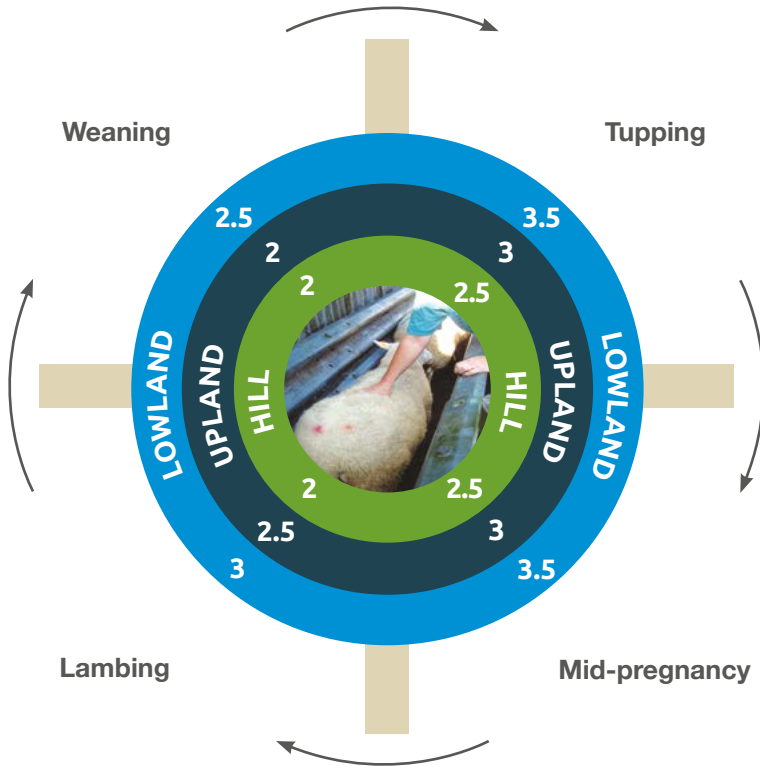 Weaning
Tupping
2.5
3.5
2
3
2
2.5
LOWLAND
UPLAND
HILL
HILL
UPLAND
LOWLAND
2
2.5
2.5
3
3
3.5
Lambing
Mid-pregnancy